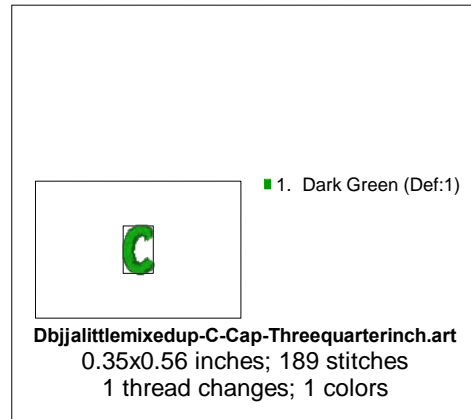 1. Dark Green (Def:1)
C
Dbjjalittlemixedup-C-Cap-Threequarterinch.art
0.35x0.56 inches; 189 stitches
1 thread changes; 1 colors